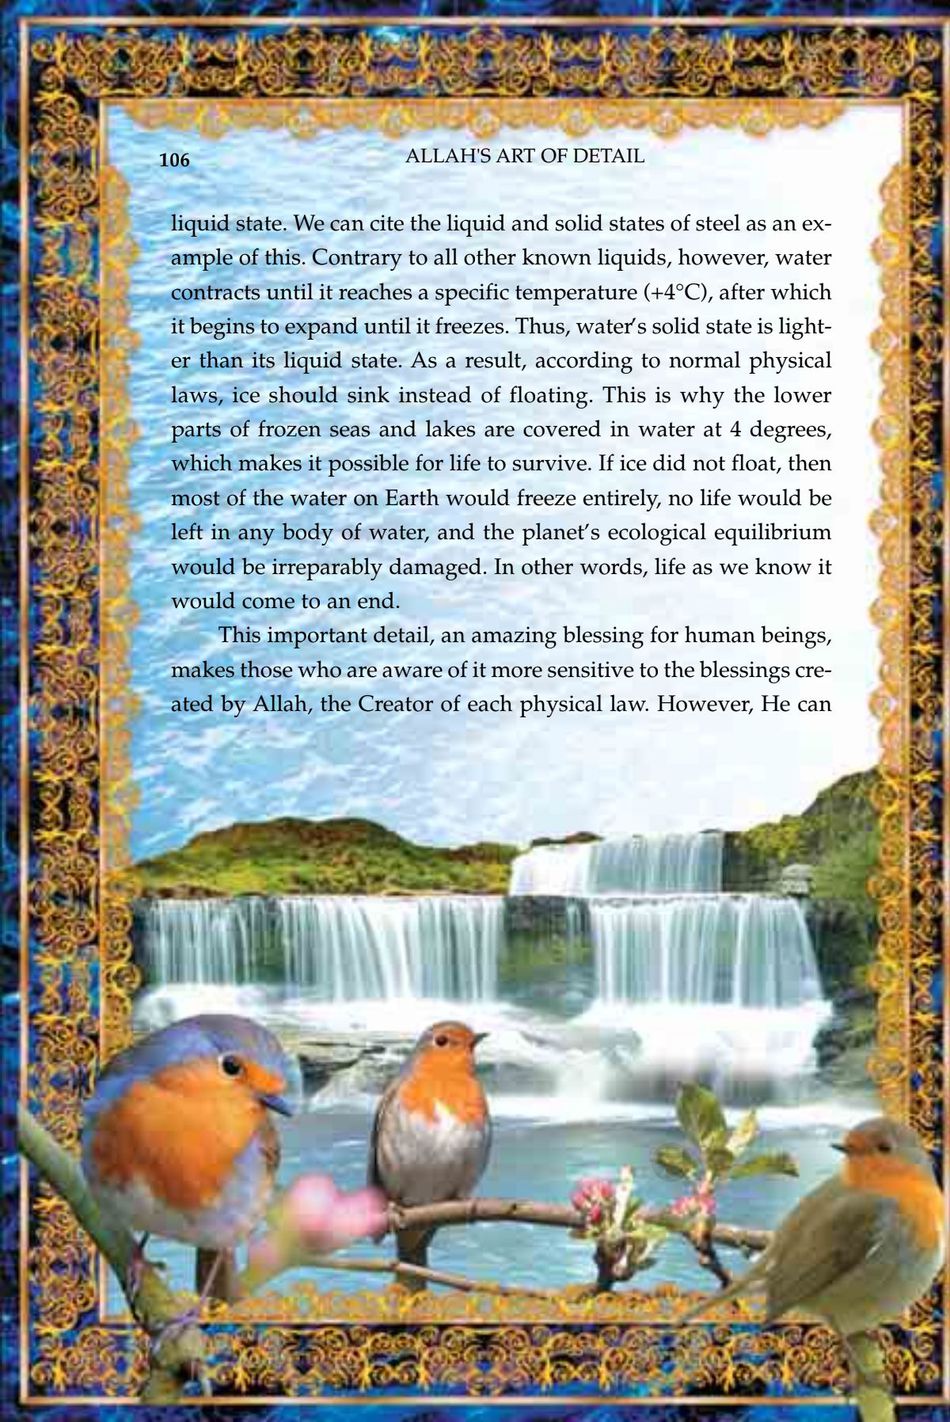 106
ALLAH'S ART OF DETAIL
liquid state. We can cite the liquid and solid states of steel as an ex-
ample of this. Contrary to all other known liquids, however, water
contracts until it reaches a specific temperature (+4°C), after which
it begins to expand until it freezes. Thus, water's solid state is light-
er than its liquid state. As a result, according to normal physical
laws, ice should sink instead of floating. This is why the lower
parts of frozen seas and lakes are covered in water at 4 degrees,
which makes it possible for life to survive. If ice did not float, then
most of the water on Earth would freeze entirely, no life would be
left in any body of water, and the planet's ecological equilibrium
would be irreparably damaged. In other words, life as we know it
would come to an end.
This important detail, an amazing blessing for human beings,
makes those who are aware of it more sensitive to the blessings cre-
ated by Allah, the Creator of each physical law. However, He can